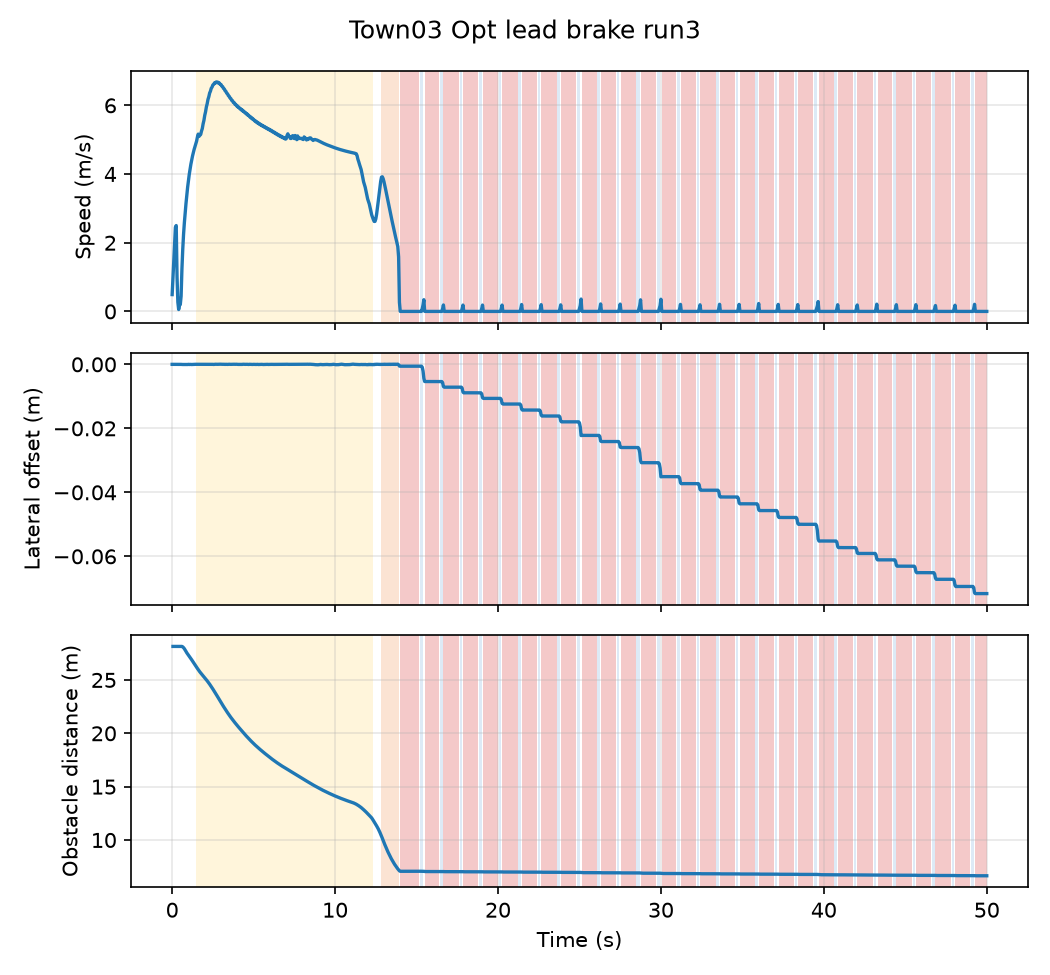 Town03 Opt lead brake run3
6
4
2
0
Speed (m/s)
0.00
−0.02
−0.04
−0.06
Lateral offset (m)
25
20
15
10
Obstacle distance (m)
0 10 20 30 40 50
Time (s)